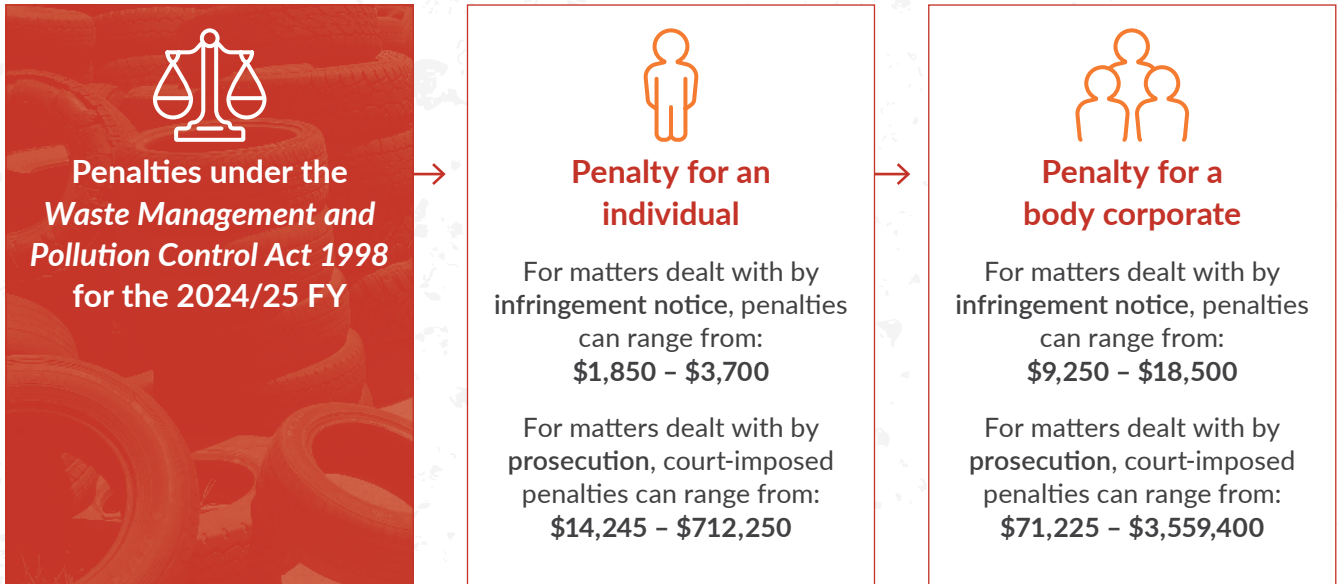 Penalties under the
Waste Management and
Pollution Control Act 1998
for the 2024/25 FY
Penalty for an
individual
For matters dealt with by
infringement notice, penalties
can range from:
$1,850 – $3,700
For matters dealt with by
prosecution, court-imposed
penalties can range from:
$14,245 – $712,250
Penalty for a
body corporate
For matters dealt with by
infringement notice, penalties
can range from:
$9,250 – $18,500
For matters dealt with by
prosecution, court-imposed
penalties can range from:
$71,225 – $3,559,400